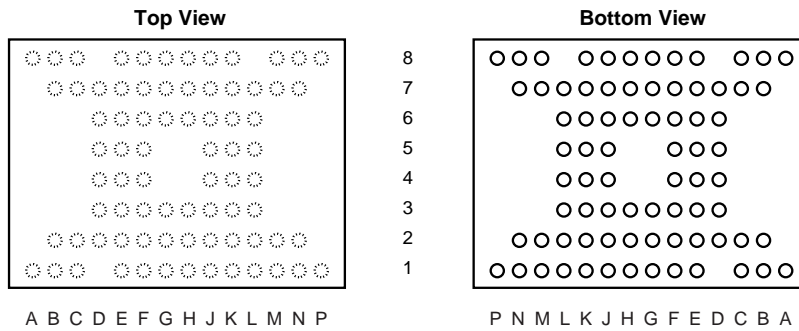 Top View
Bottom View
8
7
6
5
4
3
2
1
A B C D E F G H J K L M N P
P N M L K J H G F E D C B A